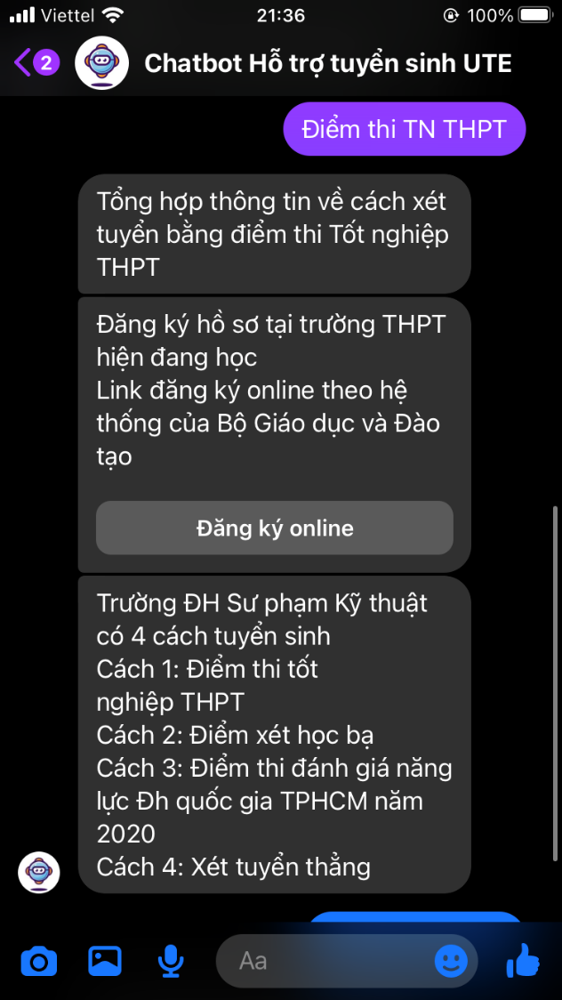 Viettel 21:36 100%
2 Chatbot Hỗ trợ tuyển sinh UTE
Điểm thi TN THPT
Tổng hợp thông tin về cách xét
tuyển bằng điểm thi Tốt nghiệp
THPT
Đăng ký hồ sơ tại trường THPT
hiện đang học
Link đăng ký online theo hệ
thống của Bộ Giáo dục và Đào
tạo
Đăng ký online
Trường ĐH Sư phạm Kỹ thuật
có 4 cách tuyển sinh
Cách 1: Điểm thi tốt
nghiệp THPT
Cách 2: Điểm xét học bạ
Cách 3: Điểm thi đánh giá năng
lực Đh quốc gia TPHCM năm
2020
Cách 4: Xét tuyển thẳng
Aa